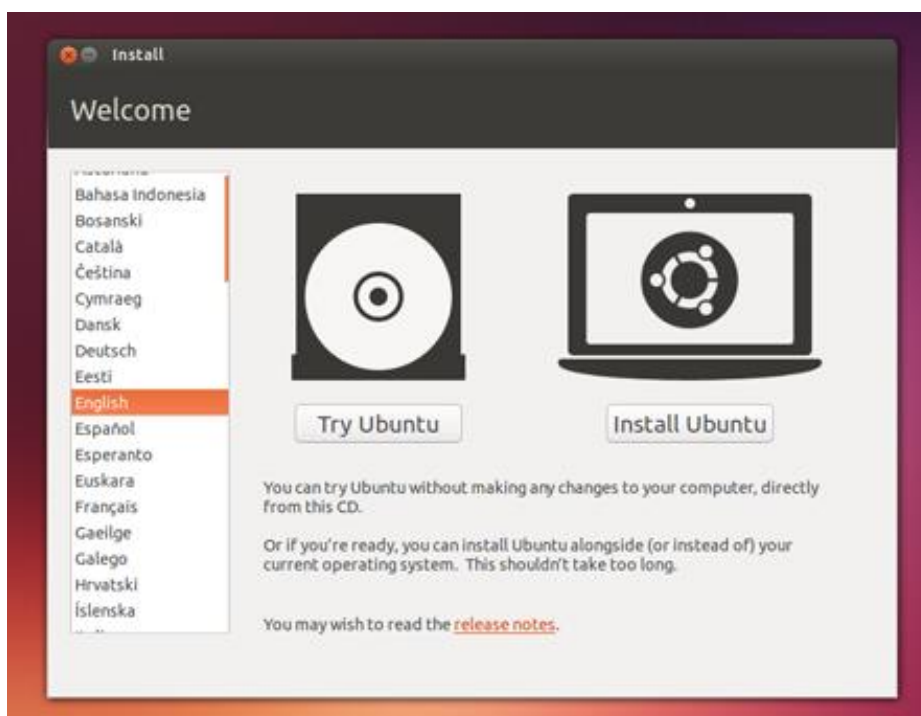 Install
Welcome
Bahasa Indonesia
Bosanski
Català
Čeština
Cymraeg
Dansk
Deutsch
Eesti
English
Español
Esperanto
Euskara
Français
Gaeilge
Galego
Hrvatski
Íslenska
Try Ubuntu
Install Ubuntu
You can try Ubuntu without making any changes to your computer, directly
from this CD.
Or if you're ready, you can install Ubuntu alongside (or instead of) your
current operating system. This shouldn't take too long.
You may wish to read the release notes.